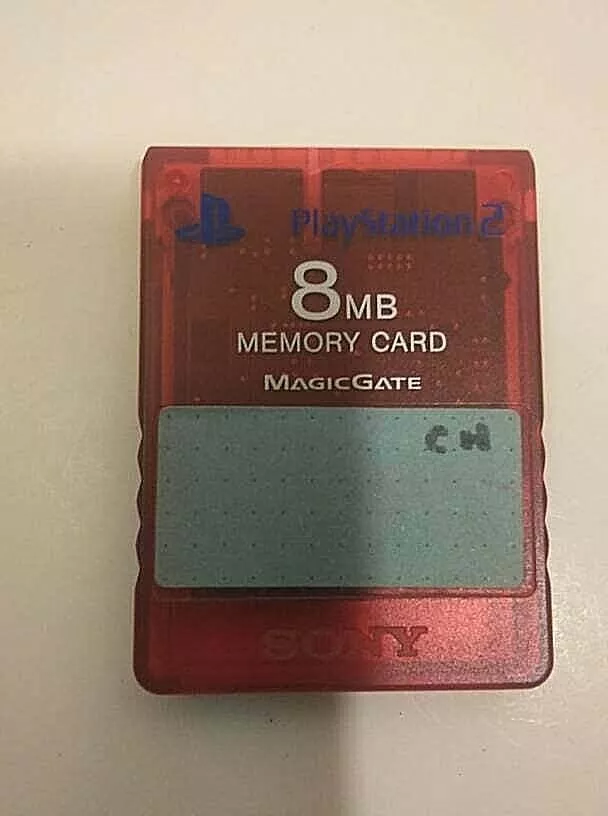 PlayStation 2
8MB
MEMORY CARD
MAGICGATE
C H
SONY